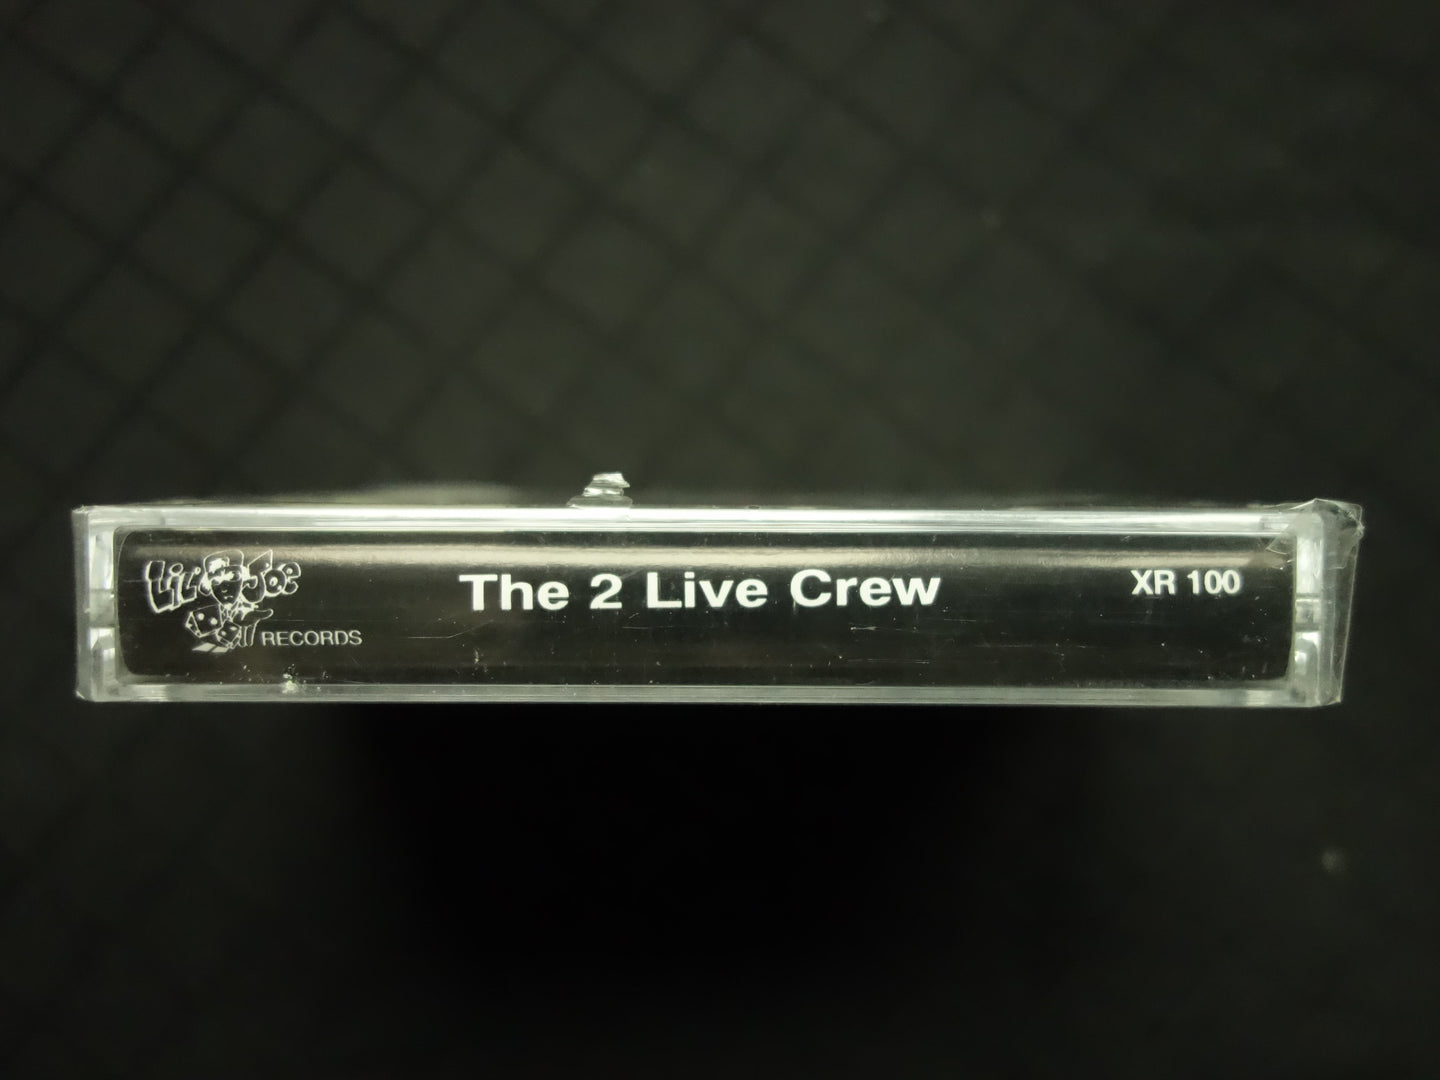 Lil' Joe
RECORDS
The 2 Live Crew
XR 100